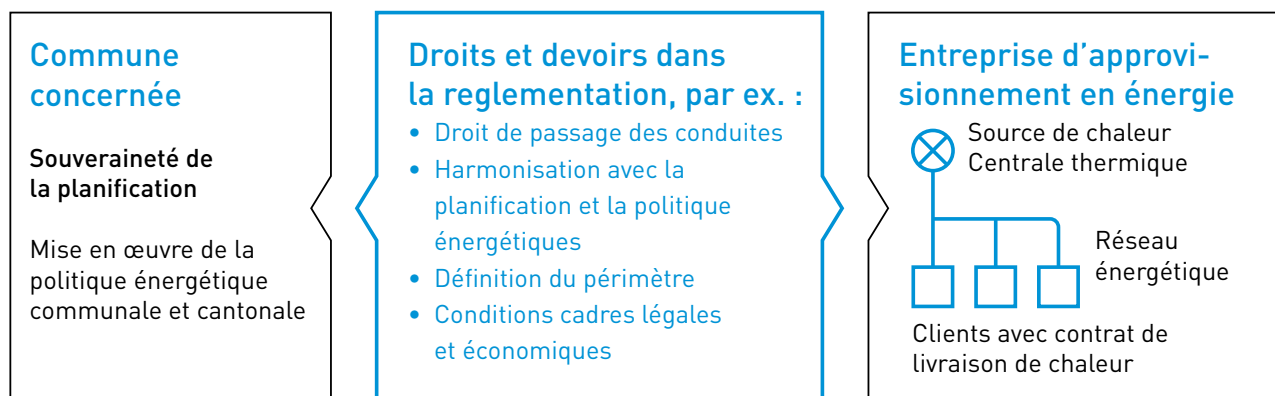 Commune
concernée
Souveraineté de
la planification
Mise en œuvre de la
politique énergétique
communale et cantonale
Droits et devoirs dans
la reglementation, par ex. :
• Droit de passage des conduites
• Harmonisation avec la
planification et la politique
énergétiques
• Définition du périmètre
• Conditions cadres légales
et économiques
Entreprise d’approvi-
sionnement en énergie
Source de chaleur
Centrale thermique
Réseau
énergétique
Clients avec contrat de
livraison de chaleur